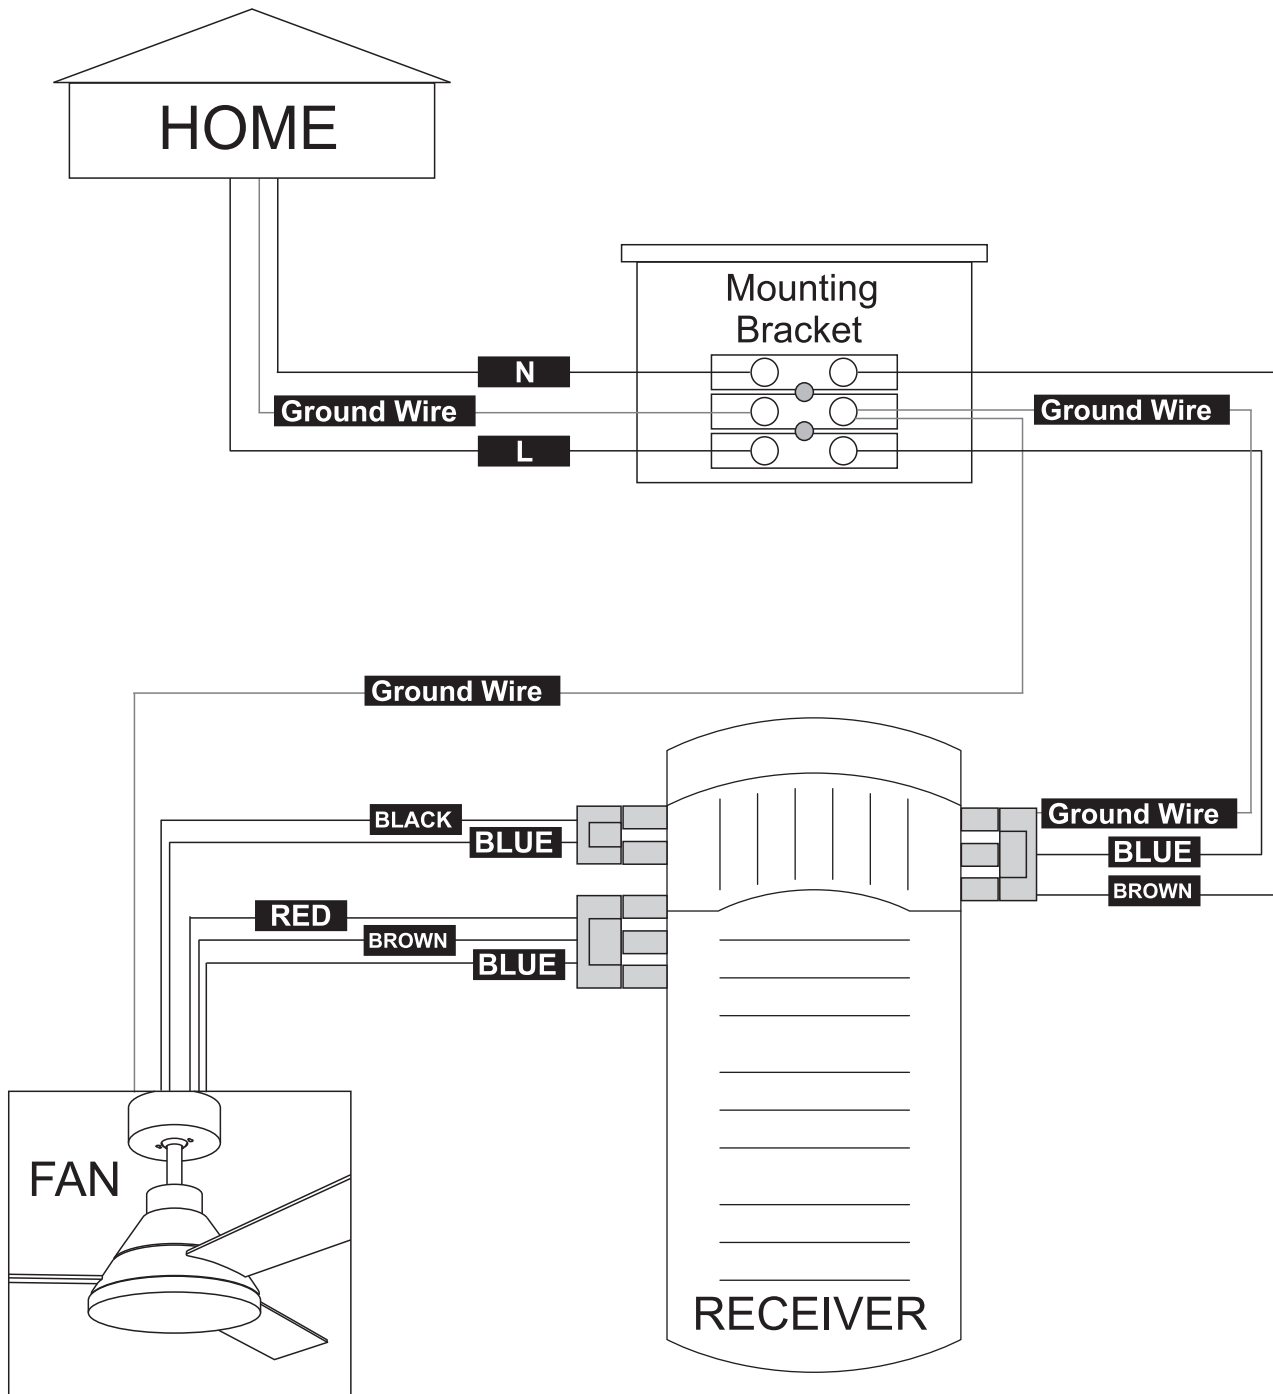 HOME
Mounting
Bracket
N
Ground Wire
Ground Wire
L
Ground Wire
BLACK
Ground Wire
BLUE
BLUE
BROWN
RED
BROWN
BLUE
FAN
RECEIVER